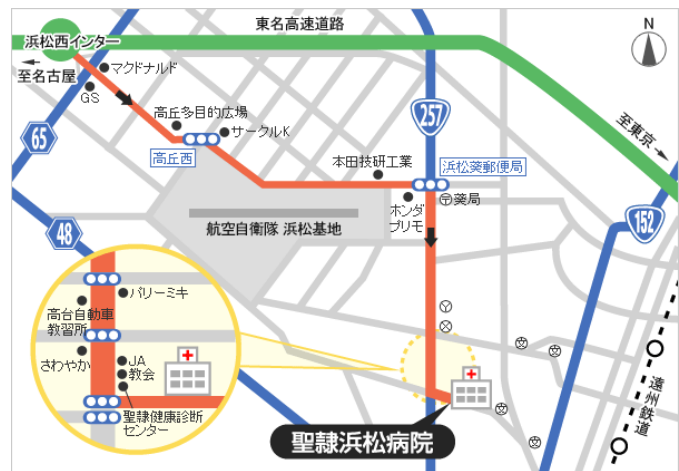 東名高速道路
N
浜松西インター
至名古屋
マクドナルド
GS
高丘多目的広場
サークルK
65
257
至東京
高丘西
本田技研工業
浜松葵郵便局
ホンダ
プリモ
〒薬局
152
航空自衛隊 浜松基地
48
パリーミキ
高台自動車
教習所
さわやか
JA
教会
聖隷健康診断
センター
Y
文
文
文
文
遠州鉄道
聖隷浜松病院